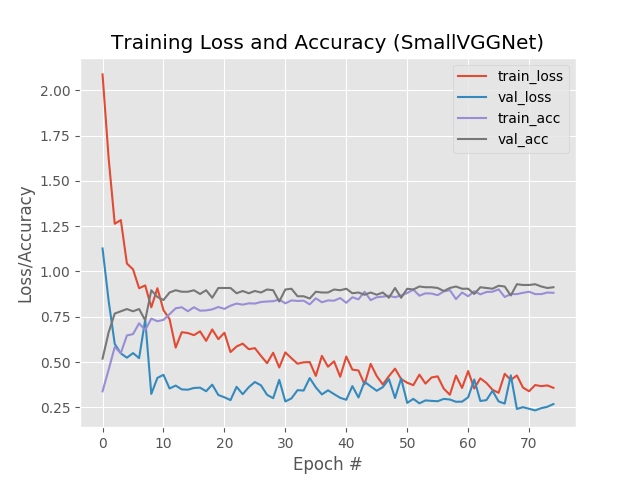 Training Loss and Accuracy (SmallVGGNet)
train_loss
val_loss
train_acc
val_acc
Loss/Accuracy
2.00
1.75
1.50
1.25
1.00
0.75
0.50
0.25
0 10 20 30 40 50 60 70
Epoch #